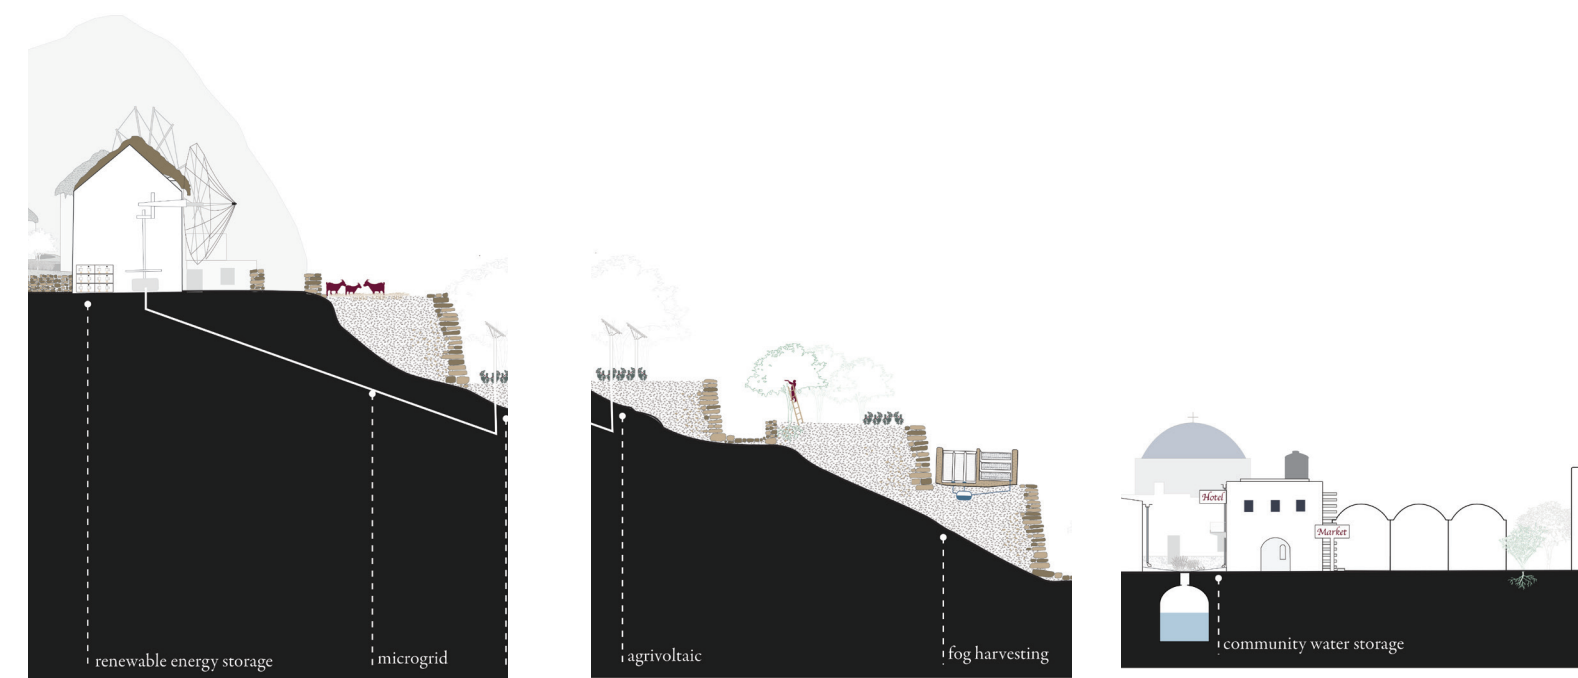 renewable energy storage
microgrid
agrivoltaic
fog harvesting
Hotel
Market
community water storage